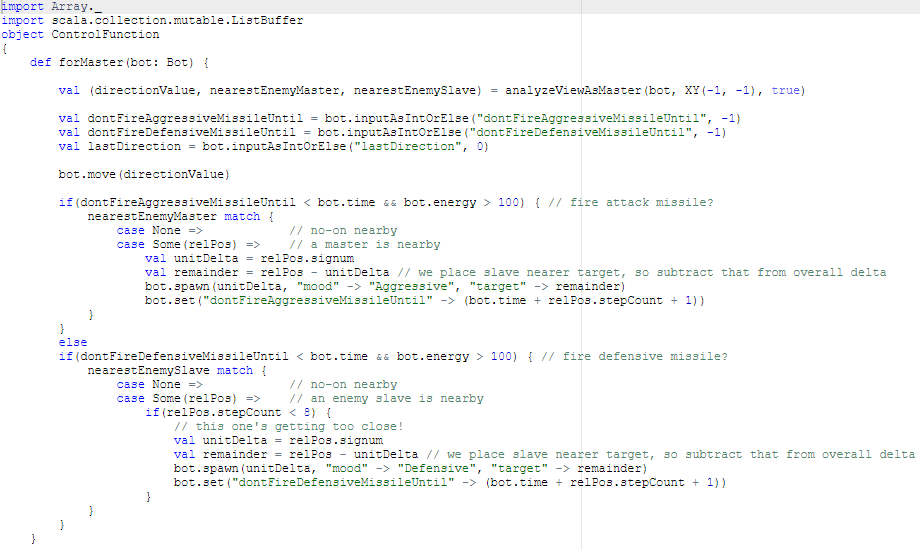 import Array._
import scala.collection.mutable.ListBuffer
object ControlFunction
{
    def forMaster(bot: Bot) {

        val (directionValue, nearestEnemyMaster, nearestEnemySlave) = analyzeViewAsMaster(bot, XY(-1, -1), true)

        val dontFireAggressiveMissileUntil = bot.inputAsIntOrElse("dontFireAggressiveMissileUntil", -1)
        val dontFireDefensiveMissileUntil = bot.inputAsIntOrElse("dontFireDefensiveMissileUntil", -1)
        val lastDirection = bot.inputAsIntOrElse("lastDirection", 0)

        bot.move(directionValue)

        if(dontFireAggressiveMissileUntil < bot.time && bot.energy > 100) { // fire attack missile?
            nearestEnemyMaster match {
                case None =>            // no-on nearby
                case Some(relPos) =>    // a master is nearby
                    val unitDelta = relPos.signum
                    val remainder = relPos - unitDelta // we place slave nearer target, so subtract that from overall delta
                    bot.spawn(unitDelta, "mood" -> "Aggressive", "target" -> remainder)
                    bot.set("dontFireAggressiveMissileUntil" -> (bot.time + relPos.stepCount + 1))
            }
        }
        else
        if(dontFireDefensiveMissileUntil < bot.time && bot.energy > 100) { // fire defensive missile?
            nearestEnemySlave match {
                case None =>            // no-on nearby
                case Some(relPos) =>    // an enemy slave is nearby
                    if(relPos.stepCount < 8) {
                        // this one's getting too close!
                        val unitDelta = relPos.signum
                        val remainder = relPos - unitDelta // we place slave nearer target, so subtract that from overall delta
                        bot.spawn(unitDelta, "mood" -> "Defensive", "target" -> remainder)
                        bot.set("dontFireDefensiveMissileUntil" -> (bot.time + relPos.stepCount + 1))
                    }
            }
        }
    }